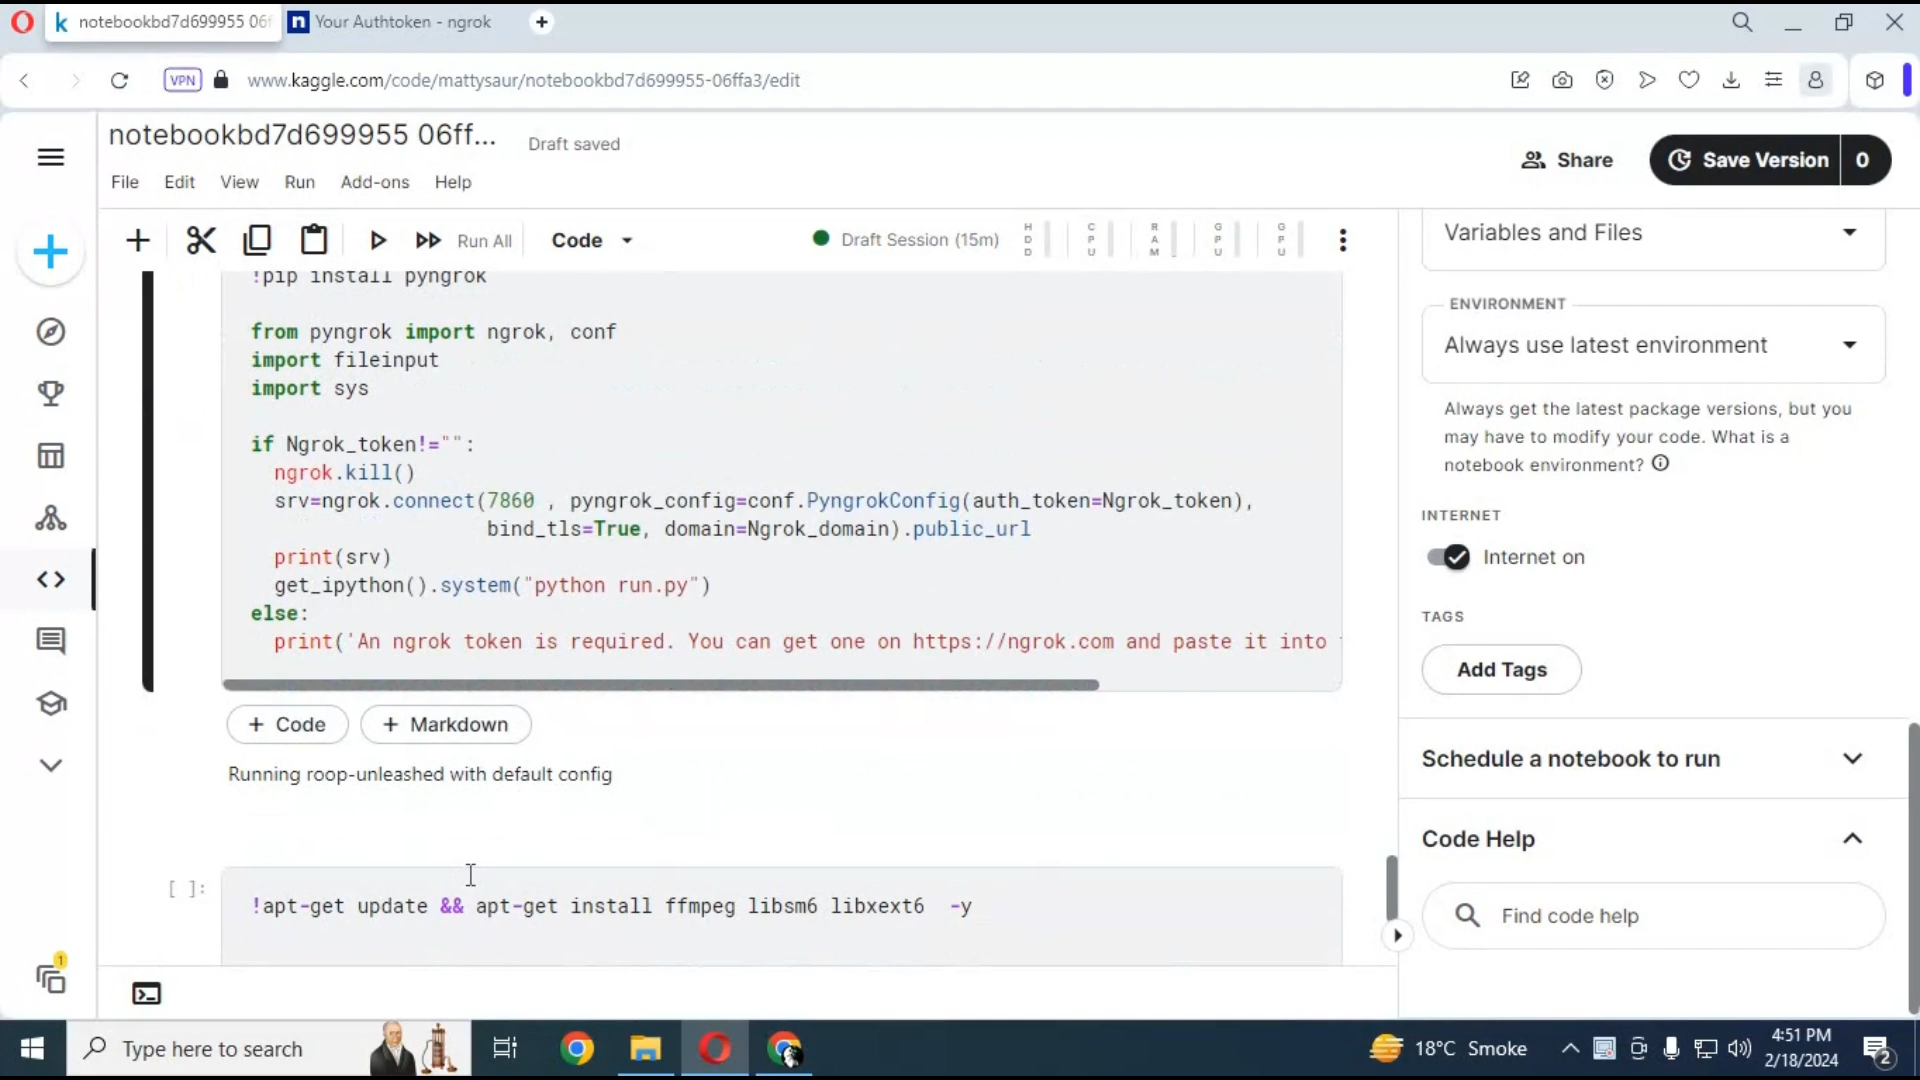 notebookbd7d699955 06f
Your Authtoken - ngrok
VPN
www.kaggle.com/code/mattysaur/notebookbd7d699955-06ffa3/edit
notebookbd7d699955 06ff...
Draft saved
Share
Save Version
0
File
Edit
View
Run
Add-ons
Help
Run All
Code
Draft Session (15m)
HDD
CPU
RAM
GPU
GPU
!pip install pyngrok
from pyngrok import ngrok, conf
import fileinput
import sys
if Ngrok_token!="":
ngrok.kill()
srv=ngrok.connect(7860 , pyngrok_config=conf.PyngrokConfig(auth_token=Ngrok_token),
bind_tls=True, domain=Ngrok_domain).public_url
print(srv)
get_ipython().system("python run.py")
else:
print('An ngrok token is required. You can get one on https://ngrok.com and paste it into
+ Code
+ Markdown
Running roop-unleashed with default config
[ ]:
!apt-get update && apt-get install ffmpeg libsm6 libxext6  -y
Variables and Files
ENVIRONMENT
Always use latest environment
Always get the latest package versions, but you
may have to modify your code. What is a
notebook environment?
INTERNET
Internet on
TAGS
Add Tags
Schedule a notebook to run
Code Help
Find code help
1
Type here to search
18°C Smoke
4:51 PM
2/18/2024
2